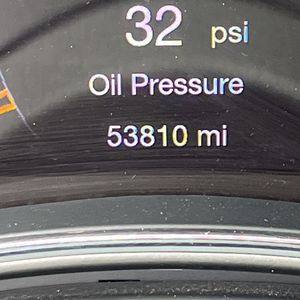 32 psi
Oil Pressure
53810 mi